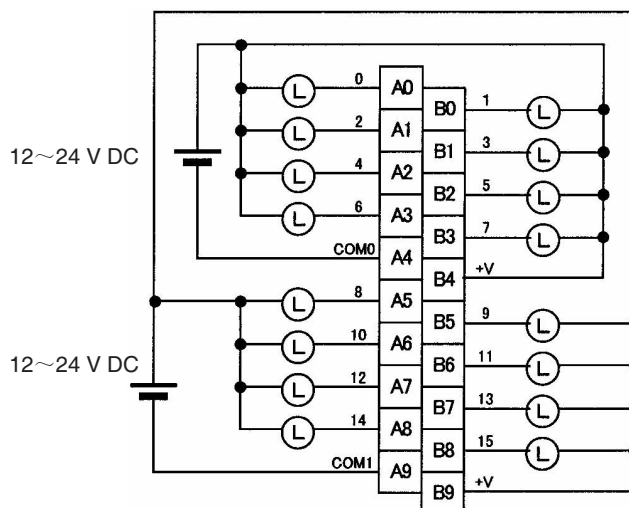 0 L A0
B0 1 L
2 L A1
B1 3 L
12～24 V DC
4 L A2
B2 5 L
6 L A3
B3 7 L
COM0 A4
B4 +V
8 L A5
B5 9 L
10 L A6
B6 11 L
12～24 V DC
12 L A7
B7 13 L
14 L A8
B8 15 L
COM1 A9
B9 +V